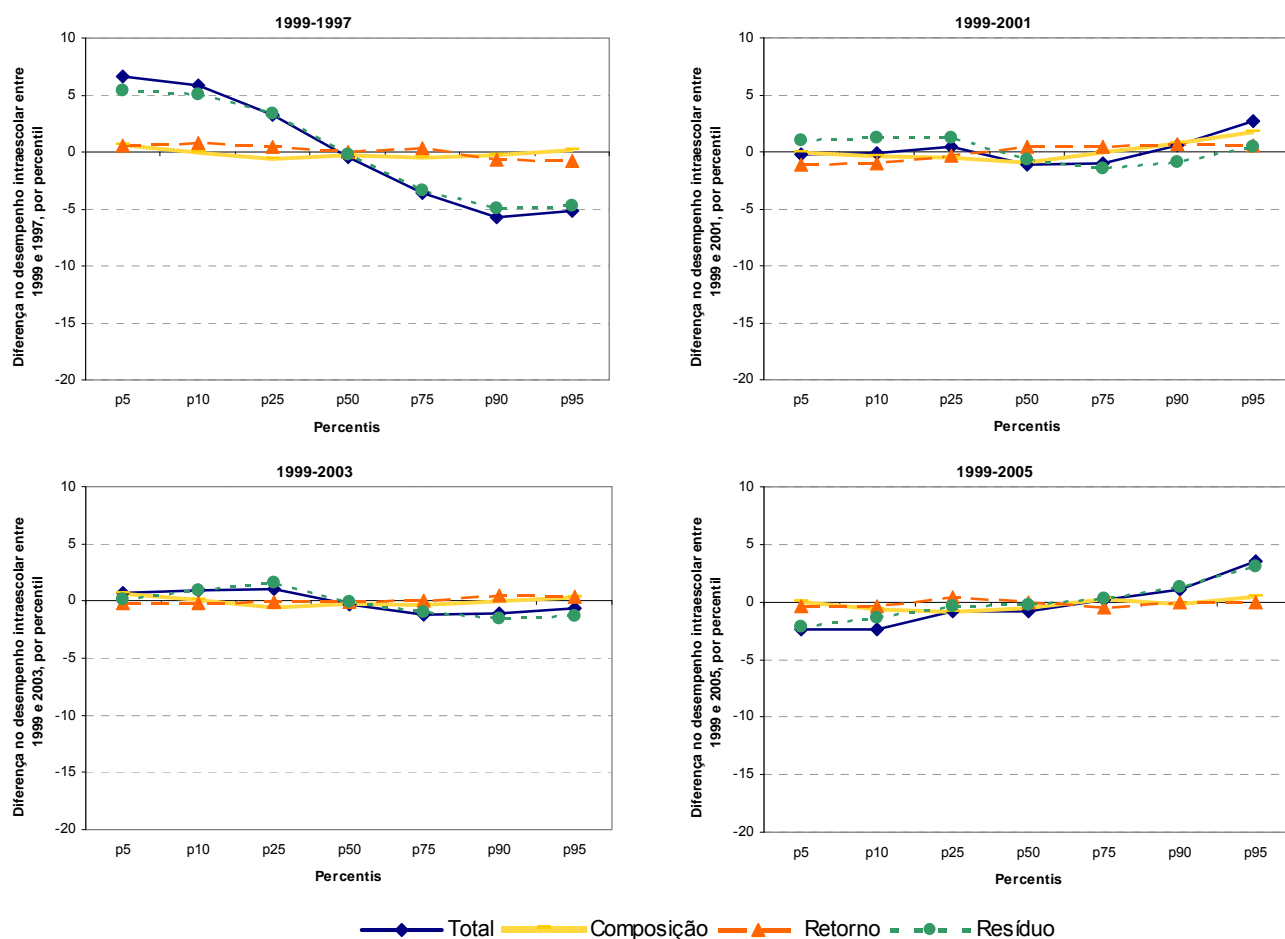 1999-1997
Diferença no desempenho intraescolar entre
1999 e 1997, por percentil
10
5
0
-5
-10
-15
-20
p5 p10 p25 p50 p75 p90 p95
Percentis
1999-2001
Diferença no desempenho intraescolar entre
1999 e 2001, por percentil
10
5
0
-5
-10
-15
-20
p5 p10 p25 p50 p75 p90 p95
Percentis
1999-2003
Diferença no desempenho intraescolar entre
1999 e 2003, por percentil
10
5
0
-5
-10
-15
-20
p5 p10 p25 p50 p75 p90 p95
Percentis
1999-2005
Diferença no desempenho intraescolar entre
1999 e 2005, por percentil
10
5
0
-5
-10
-15
-20
p5 p10 p25 p50 p75 p90 p95
Percentis
Total Composição Retorno Resíduo